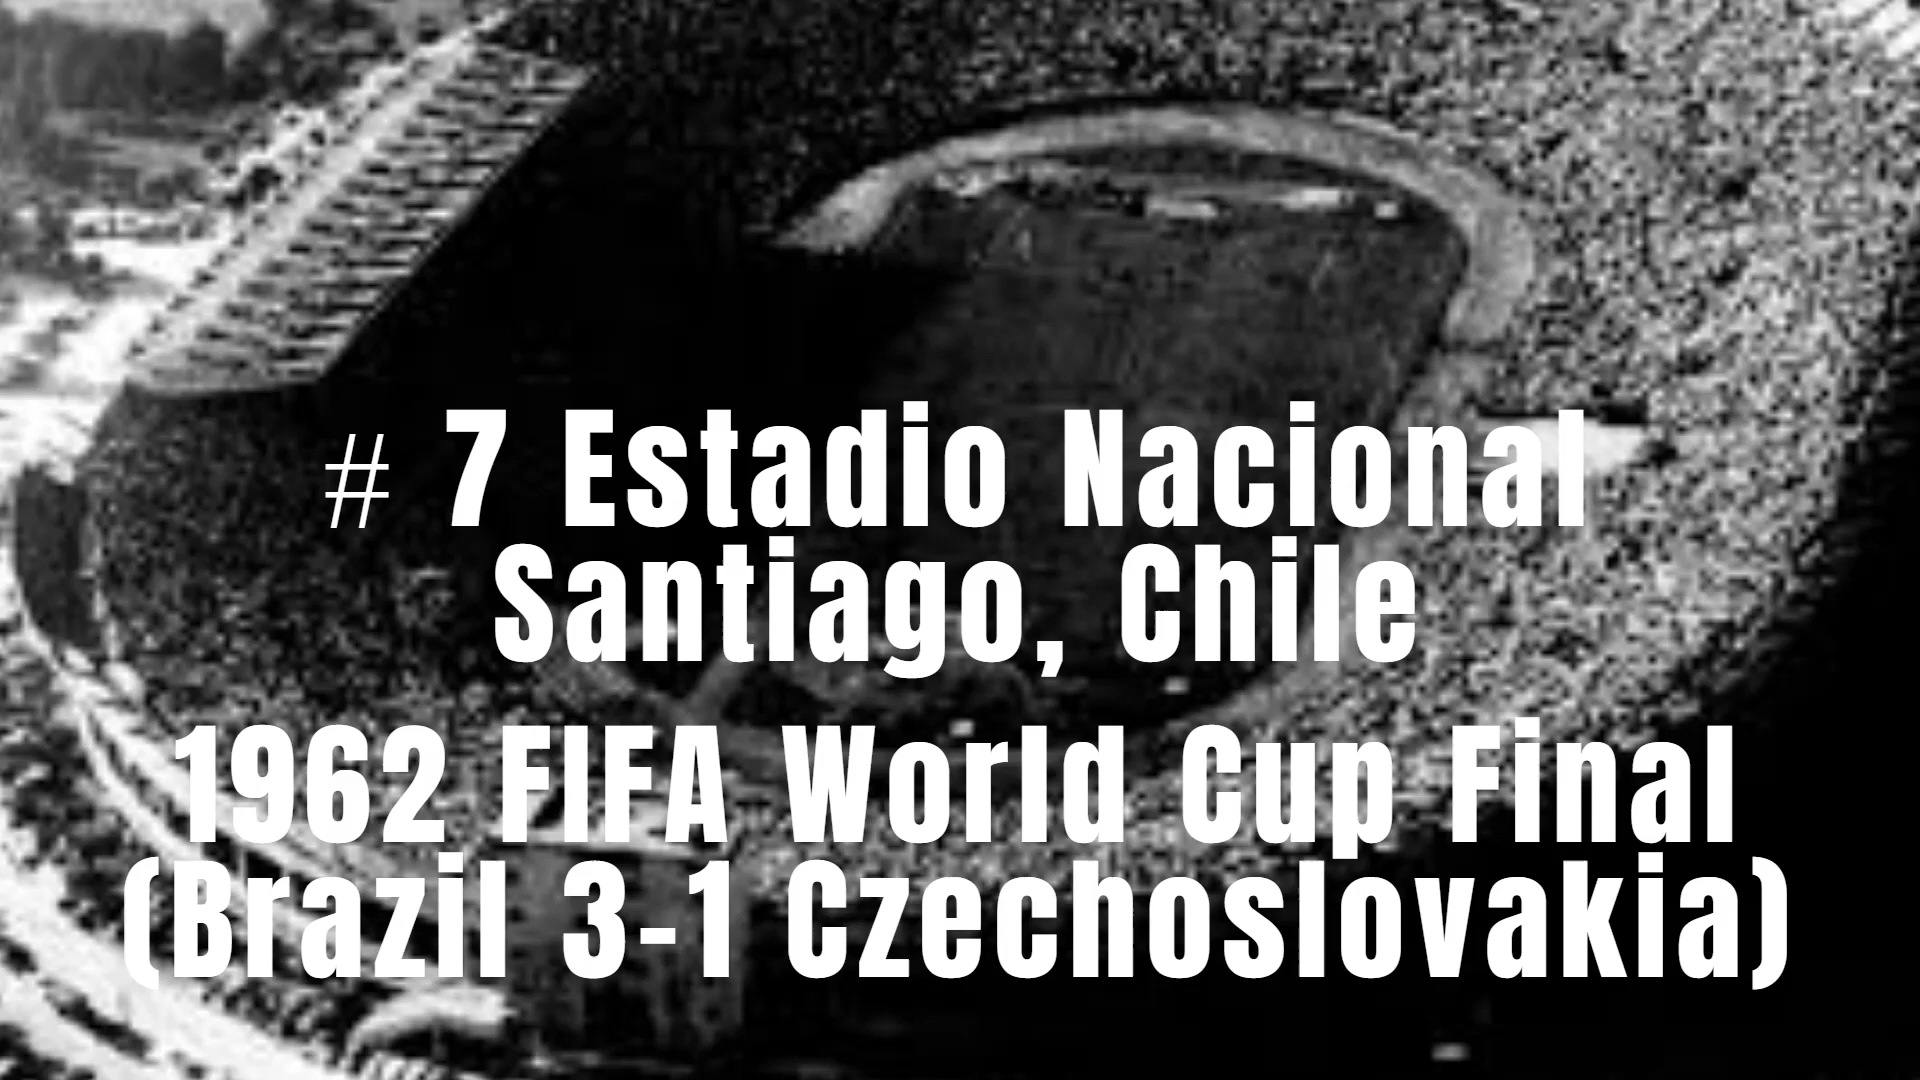 # 7 Estadio Nacional
Santiago, Chile
1962 FIFA World Cup Final
(Brazil 3-1 Czechoslovakia)